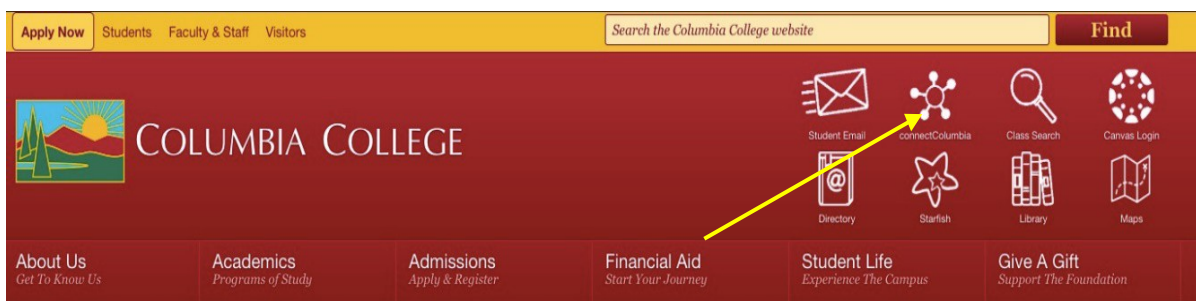 Apply Now Students Faculty & Staff Visitors Search the Columbia College website Find
COLUMBIA COLLEGE
Student Email connectColumbia Class Search Canvas Login
@
Directory Starfish Library Maps
About Us Academics Admissions Financial Aid Student Life Give A Gift
Get To Know Us Programs of Study Apply & Register Start Your Journey Experience The Campus Support The Foundation